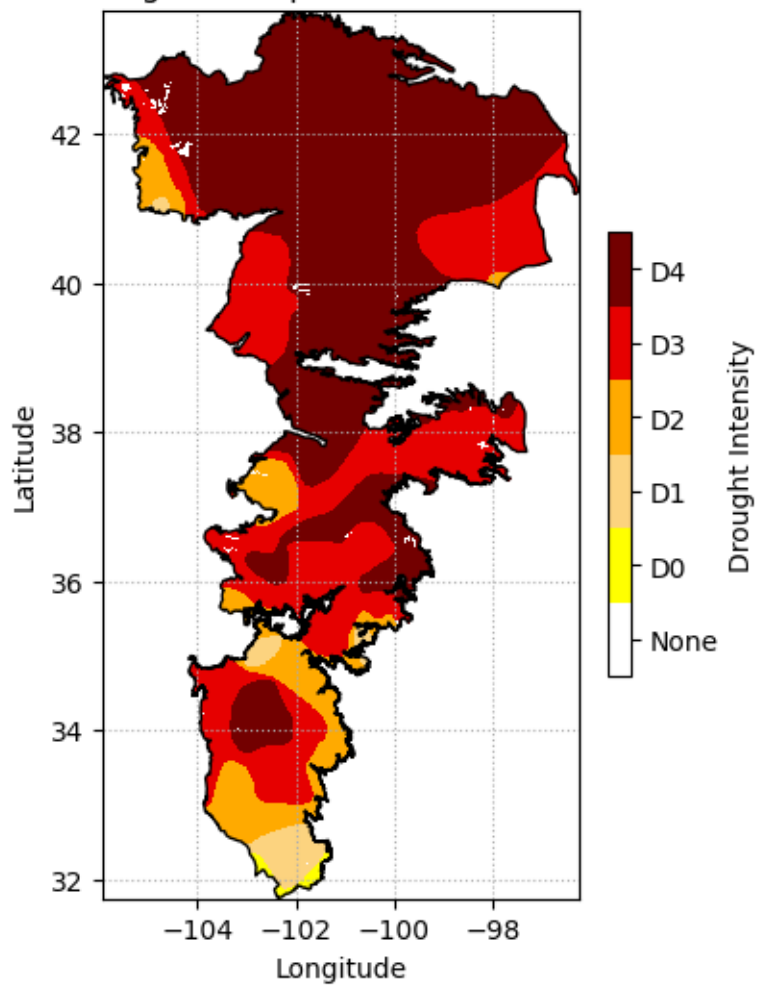 42
40
38
36
34
32
−104
−102
−100
−98
Latitude
Longitude
D4
D3
D2
D1
D0
None
Drought Intensity